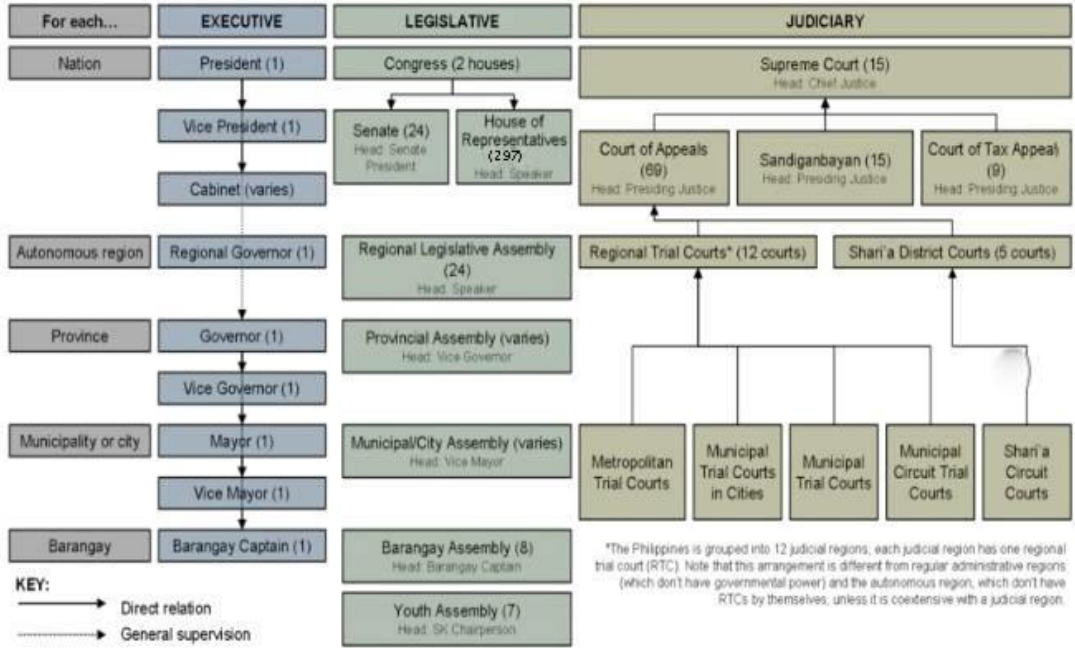 For each...
EXECUTIVE
LEGISLATIVE
JUDICIARY
Nation
President (1)
Congress (2 houses)
Supreme Court (15)
Head: Chief Justice
Vice President (1)
Senate (24)
Head: Senate
President
House of
Representatives
(297)
Head: Speaker
Court of Appeals
(69)
Head: Presiding Justice
Sandiganbayan (15)
Head: Presiding Justice
Court of Tax Appeal
(9)
Head: Presiding Justice
Cabinet (varies)
Autonomous region
Regional Governor (1)
Regional Legislative Assembly
(24)
Head: Speaker
Regional Trial Courts* (12 courts)
Shari'a District Courts (5 courts)
Province
Governor (1)
Provincial Assembly (varies)
Head: Vice Governor
Vice Governor (1)
Municipality or city
Mayor (1)
Municipal/City Assembly (varies)
Head: Vice Mayor
Metropolitan
Trial Courts
Municipal
Trial Courts
in Cities
Municipal
Trial Courts
Municipal
Circuit Trial
Courts
Shari'a
Circuit
Courts
Vice Mayor (1)
Barangay
Barangay Captain (1)
Barangay Assembly (8)
Head: Barangay Captain
Youth Assembly (7)
Head: SK Chairperson
*The Philippines is grouped into 12 judicial regions; each judicial region has one regional
trial court (RTC). Note that this arrangement is different from regular administrative regions
(which don't have governmental power) and the autonomous region, which don't have
RTCs by themselves, unless it is coextensive with a judicial region.
KEY:
Direct relation
General supervision